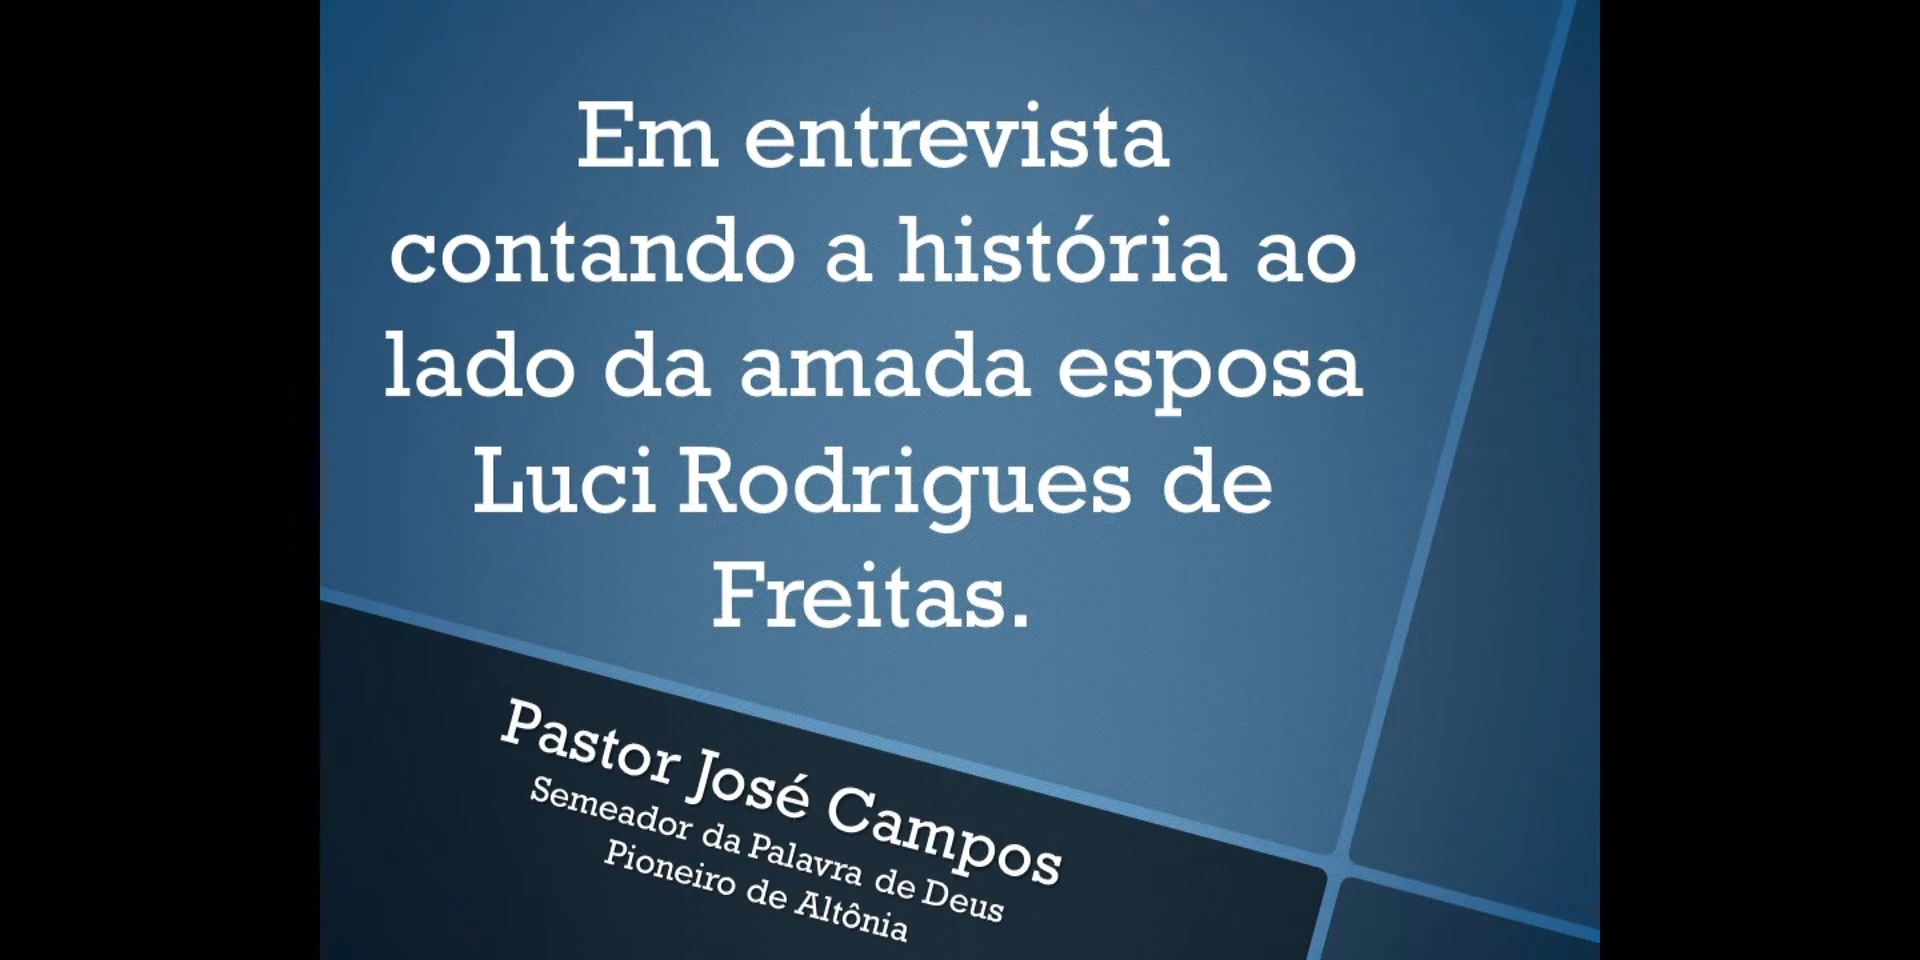 Em entrevista
contando a história ao
lado da amada esposa
Luci Rodrigues de
Freitas.
Pastor José Campos
Semeador da Palavra de Deus
Pioneiro de Altônia